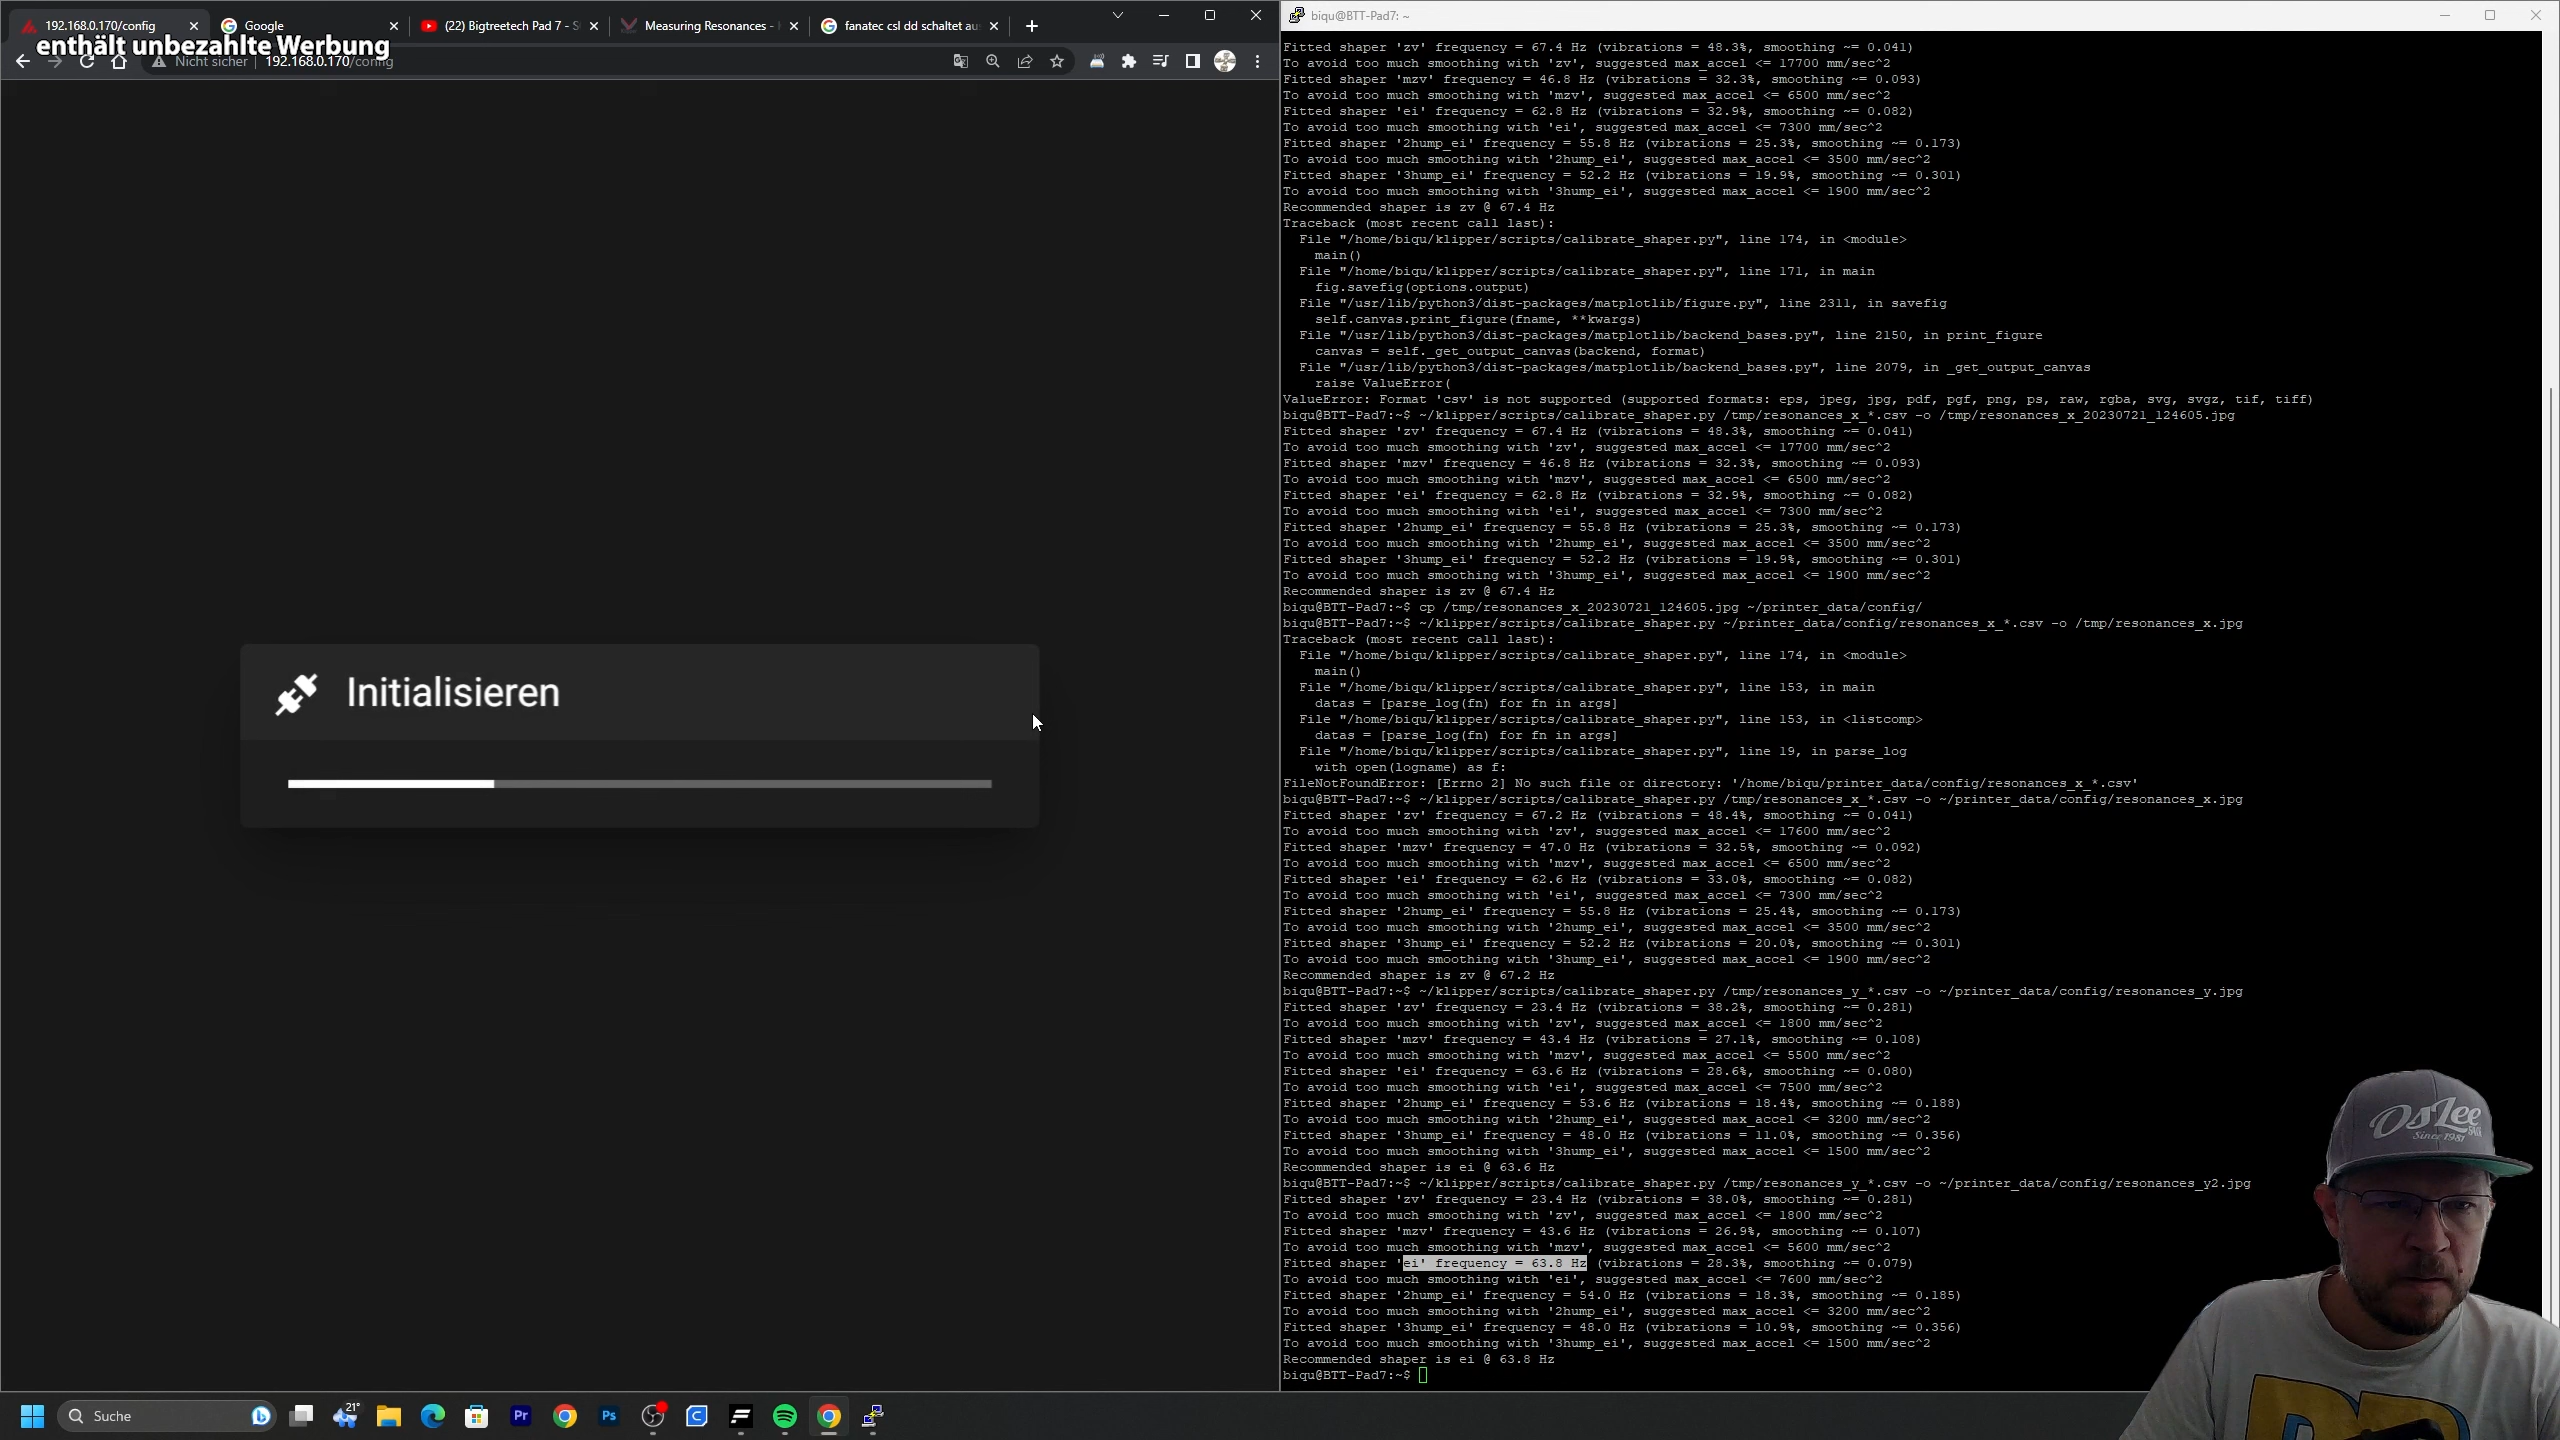 192.168.0.170/config
Google
(22) Bigtreetech Pad 7 - S
Measuring Resonances -
fanatec csl dd schaltet au
enthält unbezahlte Werbung
Nicht sicher
192.168.0.170/config
Initialisieren
biqu@BTT-Pad7: ~
Fitted shaper 'zv' frequency = 67.4 Hz (vibrations = 48.3%, smoothing ~= 0.041)
To avoid too much smoothing with 'zv', suggested max_accel <= 17700 mm/sec^2
Fitted shaper 'mzv' frequency = 46.8 Hz (vibrations = 32.3%, smoothing ~= 0.093)
To avoid too much smoothing with 'mzv', suggested max_accel <= 6500 mm/sec^2
Fitted shaper 'ei' frequency = 62.8 Hz (vibrations = 32.9%, smoothing ~= 0.082)
To avoid too much smoothing with 'ei', suggested max_accel <= 7300 mm/sec^2
Fitted shaper '2hump_ei' frequency = 55.8 Hz (vibrations = 25.3%, smoothing ~= 0.173)
To avoid too much smoothing with '2hump_ei', suggested max_accel <= 3500 mm/sec^2
Fitted shaper '3hump_ei' frequency = 52.2 Hz (vibrations = 19.9%, smoothing ~= 0.301)
To avoid too much smoothing with '3hump_ei', suggested max_accel <= 1900 mm/sec^2
Recommended shaper is zv @ 67.4 Hz
Traceback (most recent call last):
File "/home/biqu/klipper/scripts/calibrate_shaper.py", line 174, in <module>
main()
File "/home/biqu/klipper/scripts/calibrate_shaper.py", line 171, in main
fig.savefig(options.output)
File "/usr/lib/python3/dist-packages/matplotlib/figure.py", line 2311, in savefig
self.canvas.print_figure(fname, **kwargs)
File "/usr/lib/python3/dist-packages/matplotlib/backend_bases.py", line 2150, in print_figure
canvas = self._get_output_canvas(backend, format)
File "/usr/lib/python3/dist-packages/matplotlib/backend_bases.py", line 2079, in _get_output_canvas
raise ValueError(
ValueError: Format 'csv' is not supported (supported formats: eps, jpeg, jpg, pdf, pgf, png, ps, raw, rgba, svg, svgz, tif, tiff)
biqu@BTT-Pad7:~$ ~/klipper/scripts/calibrate_shaper.py /tmp/resonances_x_*.csv -o /tmp/resonances_x_20230721_124605.jpg
Fitted shaper 'zv' frequency = 67.4 Hz (vibrations = 48.3%, smoothing ~= 0.041)
To avoid too much smoothing with 'zv', suggested max_accel <= 17700 mm/sec^2
Fitted shaper 'mzv' frequency = 46.8 Hz (vibrations = 32.3%, smoothing ~= 0.093)
To avoid too much smoothing with 'mzv', suggested max_accel <= 6500 mm/sec^2
Fitted shaper 'ei' frequency = 62.8 Hz (vibrations = 32.9%, smoothing ~= 0.082)
To avoid too much smoothing with 'ei', suggested max_accel <= 7300 mm/sec^2
Fitted shaper '2hump_ei' frequency = 55.8 Hz (vibrations = 25.3%, smoothing ~= 0.173)
To avoid too much smoothing with '2hump_ei', suggested max_accel <= 3500 mm/sec^2
Fitted shaper '3hump_ei' frequency = 52.2 Hz (vibrations = 19.9%, smoothing ~= 0.301)
To avoid too much smoothing with '3hump_ei', suggested max_accel <= 1900 mm/sec^2
Recommended shaper is zv @ 67.4 Hz
biqu@BTT-Pad7:~$ cp /tmp/resonances_x_20230721_124605.jpg ~/printer_data/config/
biqu@BTT-Pad7:~$ ~/klipper/scripts/calibrate_shaper.py ~/printer_data/config/resonances_x_*.csv -o /tmp/resonances_x.jpg
Traceback (most recent call last):
File "/home/biqu/klipper/scripts/calibrate_shaper.py", line 174, in <module>
main()
File "/home/biqu/klipper/scripts/calibrate_shaper.py", line 153, in main
datas = [parse_log(fn) for fn in args]
File "/home/biqu/klipper/scripts/calibrate_shaper.py", line 153, in <listcomp>
datas = [parse_log(fn) for fn in args]
File "/home/biqu/klipper/scripts/calibrate_shaper.py", line 19, in parse_log
with open(logname) as f:
FileNotFoundError: [Errno 2] No such file or directory: '/home/biqu/printer_data/config/resonances_x_*.csv'
biqu@BTT-Pad7:~$ ~/klipper/scripts/calibrate_shaper.py /tmp/resonances_x_*.csv -o ~/printer_data/config/resonances_x.jpg
Fitted shaper 'zv' frequency = 67.2 Hz (vibrations = 48.4%, smoothing ~= 0.041)
To avoid too much smoothing with 'zv', suggested max_accel <= 17600 mm/sec^2
Fitted shaper 'mzv' frequency = 47.0 Hz (vibrations = 32.5%, smoothing ~= 0.092)
To avoid too much smoothing with 'mzv', suggested max_accel <= 6500 mm/sec^2
Fitted shaper 'ei' frequency = 62.6 Hz (vibrations = 33.0%, smoothing ~= 0.082)
To avoid too much smoothing with 'ei', suggested max_accel <= 7300 mm/sec^2
Fitted shaper '2hump_ei' frequency = 55.8 Hz (vibrations = 25.4%, smoothing ~= 0.173)
To avoid too much smoothing with '2hump_ei', suggested max_accel <= 3500 mm/sec^2
Fitted shaper '3hump_ei' frequency = 52.2 Hz (vibrations = 20.0%, smoothing ~= 0.301)
To avoid too much smoothing with '3hump_ei', suggested max_accel <= 1900 mm/sec^2
Recommended shaper is zv @ 67.2 Hz
biqu@BTT-Pad7:~$ ~/klipper/scripts/calibrate_shaper.py /tmp/resonances_y_*.csv -o ~/printer_data/config/resonances_y.jpg
Fitted shaper 'zv' frequency = 23.4 Hz (vibrations = 38.2%, smoothing ~= 0.281)
To avoid too much smoothing with 'zv', suggested max_accel <= 1800 mm/sec^2
Fitted shaper 'mzv' frequency = 43.4 Hz (vibrations = 27.1%, smoothing ~= 0.108)
To avoid too much smoothing with 'mzv', suggested max_accel <= 5500 mm/sec^2
Fitted shaper 'ei' frequency = 63.6 Hz (vibrations = 28.6%, smoothing ~= 0.080)
To avoid too much smoothing with 'ei', suggested max_accel <= 7500 mm/sec^2
Fitted shaper '2hump_ei' frequency = 53.6 Hz (vibrations = 18.4%, smoothing ~= 0.188)
To avoid too much smoothing with '2hump_ei', suggested max_accel <= 3200 mm/sec^2
Fitted shaper '3hump_ei' frequency = 48.0 Hz (vibrations = 11.0%, smoothing ~= 0.356)
To avoid too much smoothing with '3hump_ei', suggested max_accel <= 1500 mm/sec^2
Recommended shaper is ei @ 63.6 Hz
biqu@BTT-Pad7:~$ ~/klipper/scripts/calibrate_shaper.py /tmp/resonances_y_*.csv -o ~/printer_data/config/resonances_y2.jpg
Fitted shaper 'zv' frequency = 23.4 Hz (vibrations = 38.0%, smoothing ~= 0.281)
To avoid too much smoothing with 'zv', suggested max_accel <= 1800 mm/sec^2
Fitted shaper 'mzv' frequency = 43.6 Hz (vibrations = 26.9%, smoothing ~= 0.107)
To avoid too much smoothing with 'mzv', suggested max_accel <= 5600 mm/sec^2
Fitted shaper 'ei' frequency = 63.8 Hz (vibrations = 28.3%, smoothing ~= 0.079)
To avoid too much smoothing with 'ei', suggested max_accel <= 7600 mm/sec^2
Fitted shaper '2hump_ei' frequency = 54.0 Hz (vibrations = 18.3%, smoothing ~= 0.185)
To avoid too much smoothing with '2hump_ei', suggested max_accel <= 3200 mm/sec^2
Fitted shaper '3hump_ei' frequency = 48.0 Hz (vibrations = 10.9%, smoothing ~= 0.356)
To avoid too much smoothing with '3hump_ei', suggested max_accel <= 1500 mm/sec^2
Recommended shaper is ei @ 63.8 Hz
biqu@BTT-Pad7:~$
OsLee
Since 1981
Suche
21°
Pr
Ps